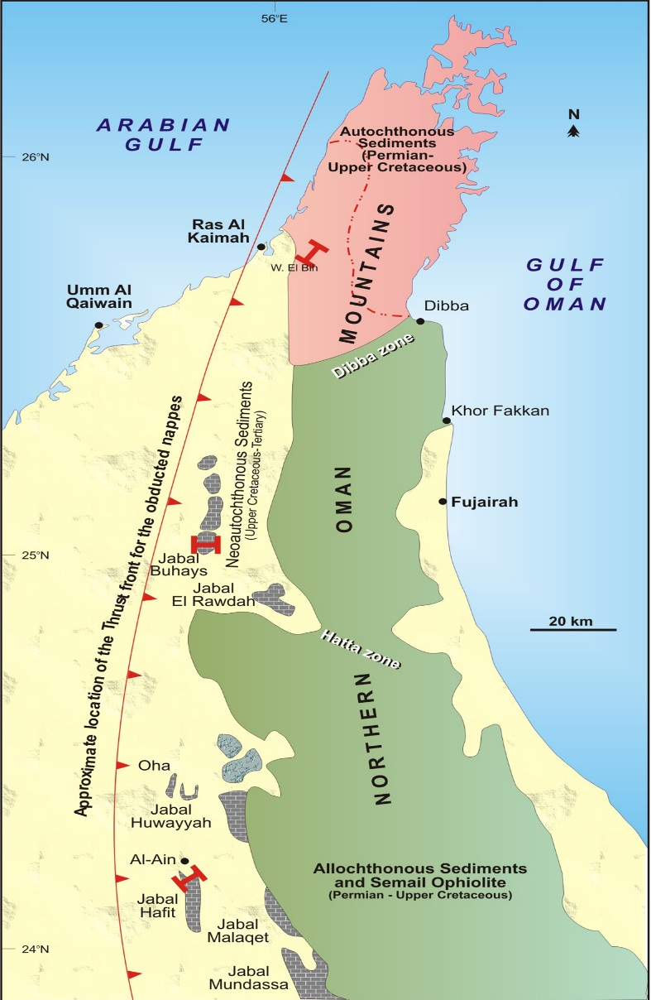 56°E
ARABIAN
GULF
N
26°N
Autochthonous
Sediments
(Permian-
Upper Cretaceous)
Ras Al
Kaimah
W. El Bih
MOUNTAINS
GULF
OF
OMAN
Umm Al
Qaiwain
Dibba
Dibba zone
Khor Fakkan
Approximate location of the Thrust front for the obducted nappes
Neoautochthonous Sediments
(Upper Cretaceous-Tertiary)
OMAN
Fujairah
25°N
Jabal
Buhays
Jabal
El Rawdah
20 km
Hatta zone
NORTHERN
Oha
Jabal
Huwayyah
Al-Ain
Allochthonous Sediments
and Semail Ophiolite
(Permian - Upper Cretaceous)
Jabal
Hafit
Jabal
Malaqet
24°N
Jabal
Mundassa